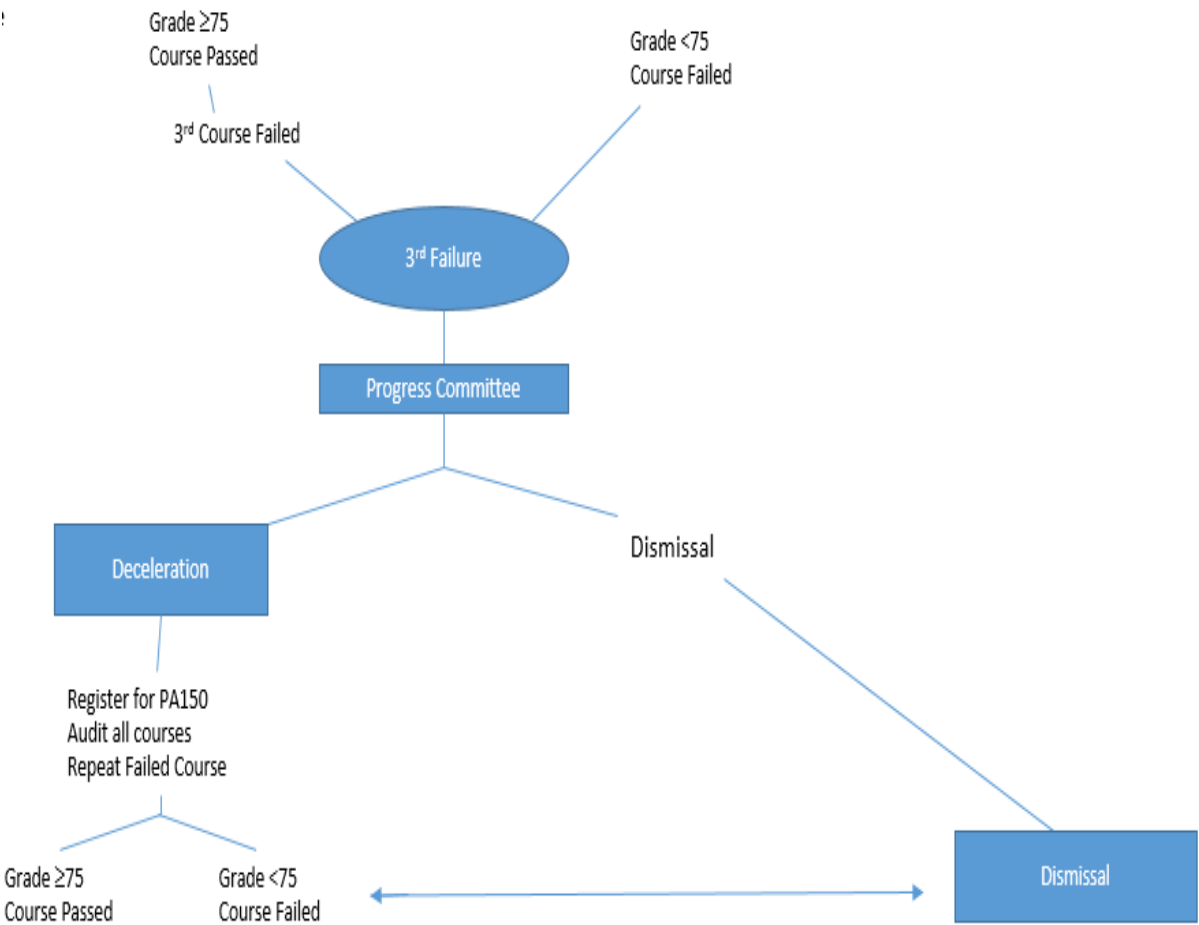 Grade ≥75
Course Passed
Grade <75
Course Failed
3rd Course Failed
3rd Failure
Progress Committee
Deceleration
Dismissal
Register for PA150
Audit all courses
Repeat Failed Course
Grade ≥75
Course Passed
Grade <75
Course Failed
Dismissal